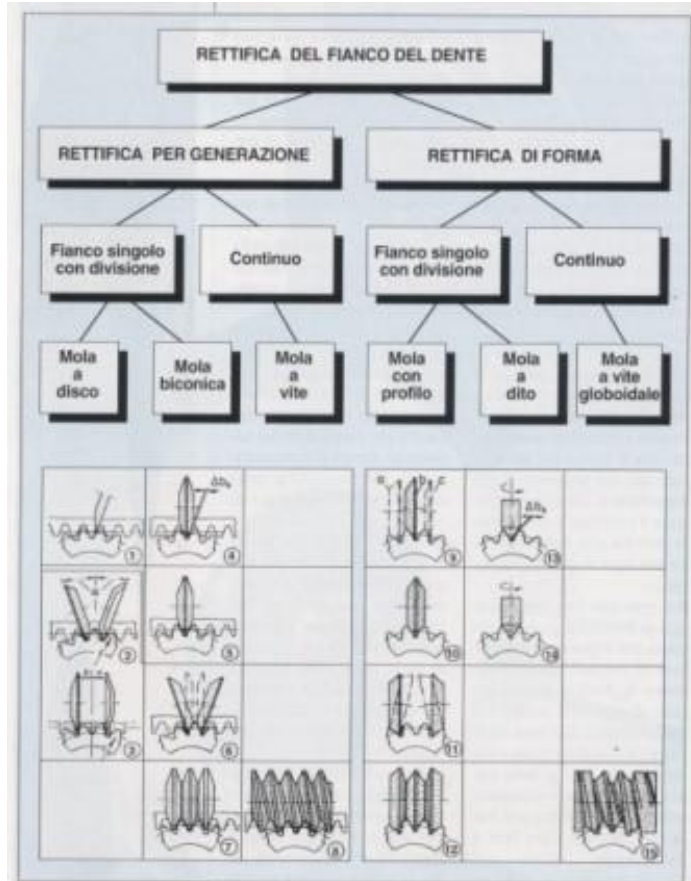 RETTIFICA DEL FIANCO DEL DENTE
RETTIFICA PER GENERAZIONE
RETTIFICA DI FORMA
Fianco singolo
con divisione
Continuo
Fianco singolo
con divisione
Continuo
Mola
a
disco
Mola
biconica
Mola
a
vite
Mola
con
profilo
Mola
a
dito
Mola
a vite
globoidale
1
4
a b c
9
13
2
5
10
14
3
6
11
7
8
12
15